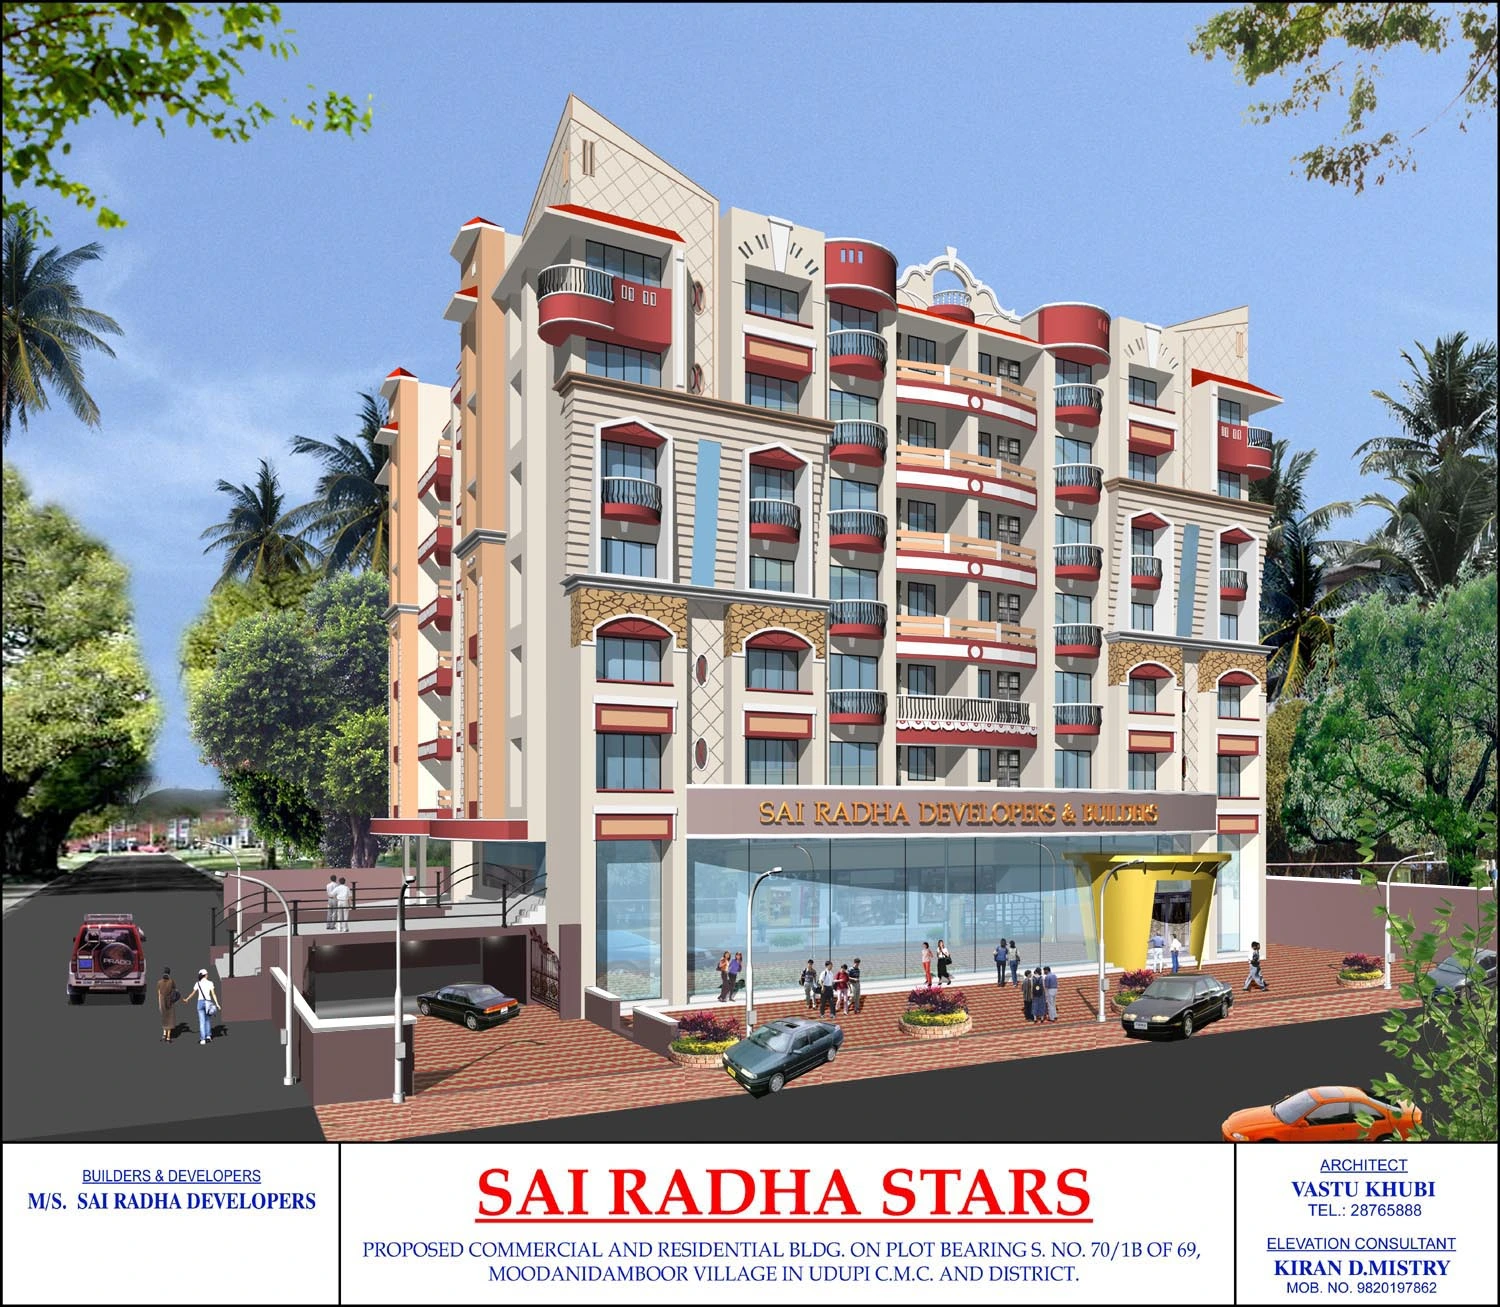 SAI RADHA DEVELOPERS & BUILDERS
PRADO
BUILDERS & DEVELOPERS
M/S. SAI RADHA DEVELOPERS
SAI RADHA STARS
PROPOSED COMMERCIAL AND RESIDENTIAL BLDG. ON PLOT BEARING S. NO. 70/1B OF 69,
MOODANIDAMBOOR VILLAGE IN UDUPI C.M.C. AND DISTRICT.
ARCHITECT
VASTU KHUBI
TEL.: 28765888
ELEVATION CONSULTANT
KIRAN D.MISTRY
MOB. NO. 9820197862